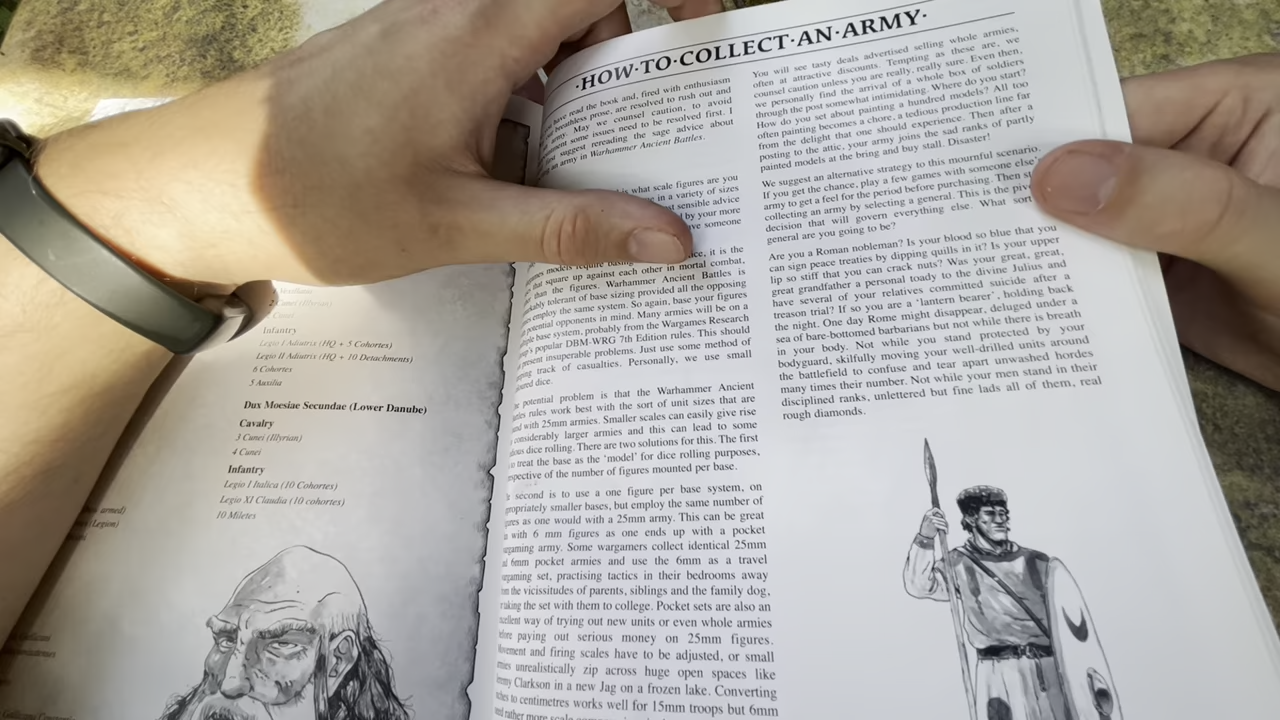 1 Vexillatio
Infantry
Legio I Adiatrix (HQ + 5 Cohortes)
Legio II Adiatrix (HQ + 10 Detachments)
6 Cohortes
5 Auxilia
Dux Moesiae Secundae (Lower Danube)
Cavalry
3 Cunei (Illyrian)
4 Cunei
Infantry
Legio I Italica (10 Cohortes)
Legio XI Claudia (10 cohortes)
10 Miletes
armed)
(Legion)
·HOW·TO·COLLECT·AN·ARMY·
have read the book and, fired with enthusiasm
breathless prose, are resolved to rush out and
army. May we counsel caution, to avoid
some issues need to be resolved first. I
suggest rereading the sage advice about
an army in Warhammer Ancient Battles.
is what scale figures are you
in a variety of sizes
most sensible advice
by your more
have someone
it is the
models require basing
that square up against each other in mortal combat,
than the figures. Warhammer Ancient Battles is
tolerant of base sizing provided all the opposing
employ the same system. So again, base your figures
potential opponents in mind. Many armies will be on a
base system, probably from the Wargames Research
popular DBM-WRG 7th Edition rules. This should
present insuperable problems. Just use some method of
track of casualties. Personally, we use small
dice.
potential problem is that the Warhammer Ancient
rules work best with the sort of unit sizes that are
with 25mm armies. Smaller scales can easily give rise
considerably larger armies and this can lead to some
dice rolling. There are two solutions for this. The first
to treat the base as the 'model' for dice rolling purposes,
of the number of figures mounted per base.
second is to use a one figure per base system, on
smaller bases, but employ the same number of
as one would with a 25mm army. This can be great
with 6 mm figures as one ends up with a pocket
army. Some wargamers collect identical 25mm
6mm pocket armies and use the 6mm as a travel
set, practising tactics in their bedrooms away
the vicissitudes of parents, siblings and the family dog,
taking the set with them to college. Pocket sets are also an
way of trying out new units or even whole armies
paying out serious money on 25mm figures.
and firing scales have to be adjusted, or small
unrealistically zip across huge open spaces like
Clarkson in a new Jag on a frozen lake. Converting
to centimetres works well for 15mm troops but 6mm
rather more scale
You will see tasty deals advertised selling whole armies,
often at attractive discounts. Tempting as these are, we
counsel caution unless you are really, really sure. Even then,
we personally find the arrival of a whole box of soldiers
through the post somewhat intimidating. Where do you start?
How do you set about painting a hundred models? All too
often painting becomes a chore, a tedious production line far
from the delight that one should experience. Then after a
posting to the attic, your army joins the sad ranks of partly
painted models at the bring and buy stall. Disaster!
We suggest an alternative strategy to this mournful scenario.
If you get the chance, play a few games with someone else'
army to get a feel for the period before purchasing. Then
collecting an army by selecting a general. This is the
decision that will govern everything else. What sort
general are you going to be?
Are you a Roman nobleman? Is your blood so blue that you
can sign peace treaties by dipping quills in it? Is your upper
lip so stiff that you can crack nuts? Was your great, great,
great grandfather a personal toady to the divine Julius and
have several of your relatives committed suicide after a
treason trial? If so you are a 'lantern bearer', holding back
the night. One day Rome might disappear, deluged under a
sea of bare-bottomed barbarians but not while there is breath
in your body. Not while you stand protected by your
bodyguard, skilfully moving your well-drilled units around
the battlefield to confuse and tear apart unwashed hordes
many times their number. Not while your men stand in their
disciplined ranks, unlettered but fine lads all of them, real
rough diamonds.